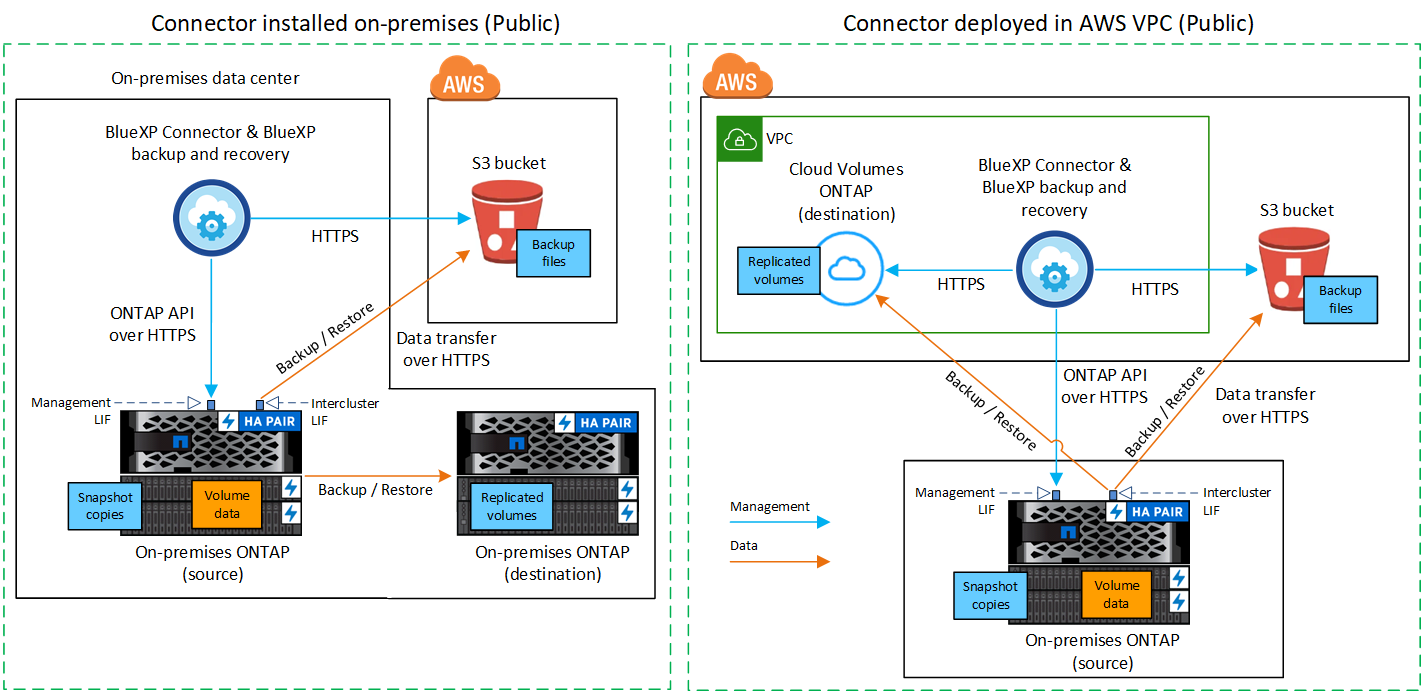 Connector installed on-premises (Public)
On-premises data center
AWS
BlueXP Connector & BlueXP
backup and recovery
S3 bucket
Backup
files
HTTPS
ONTAP API
over HTTPS
Backup / Restore
Data transfer
over HTTPS
Management
LIF
Intercluster
LIF
HA PAIR
HA PAIR
Snapshot
copies
Volume
data
Backup / Restore
Replicated
volumes
On-premises ONTAP
(source)
On-premises ONTAP
(destination)
Connector deployed in AWS VPC (Public)
AWS
VPC
Cloud Volumes
ONTAP
(destination)
BlueXP Connector &
BlueXP backup and
recovery
S3 bucket
Replicated
volumes
HTTPS
HTTPS
Backup
files
Backup / Restore
ONTAP API
over HTTPS
Backup / Restore
Data transfer
over HTTPS
Management
LIF
Intercluster
LIF
HA PAIR
Management
Data
Snapshot
copies
Volume
data
On-premises ONTAP
(source)